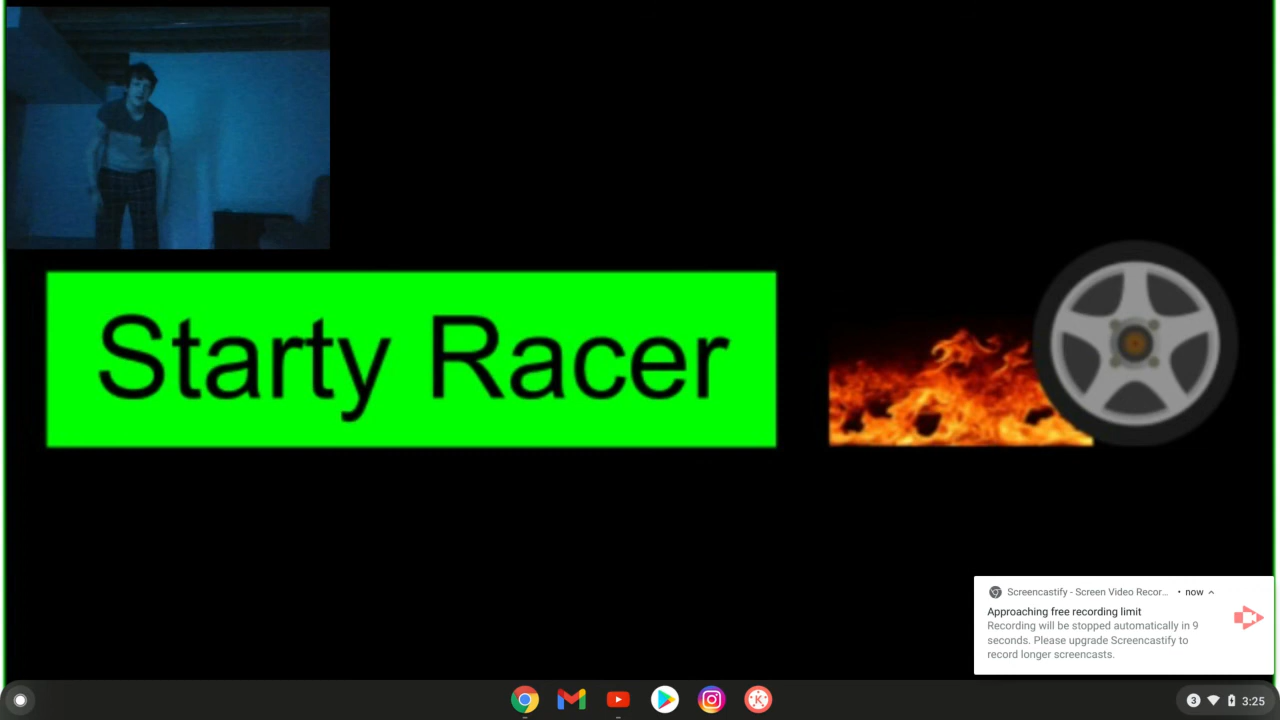 Starty Racer
Screencastify - Screen Video Recor... • now
Approaching free recording limit
Recording will be stopped automatically in 9
seconds. Please upgrade Screencastify to
record longer screencasts.
3 3:25